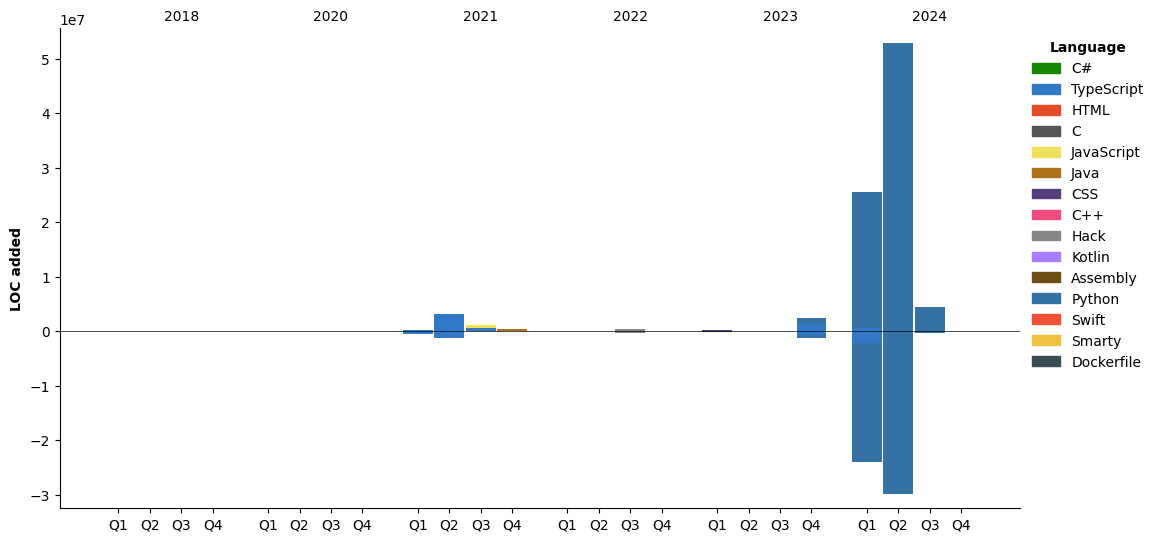 2018 2020 2021 2022 2023 2024
1e7
Language
C#
TypeScript
HTML
C
JavaScript
Java
CSS
C++
Hack
Kotlin
Assembly
Python
Swift
Smarty
Dockerfile
LOC added
5
4
3
2
1
0
−1
−2
−3
Q1 Q2 Q3 Q4 Q1 Q2 Q3 Q4 Q1 Q2 Q3 Q4 Q1 Q2 Q3 Q4 Q1 Q2 Q3 Q4 Q1 Q2 Q3 Q4